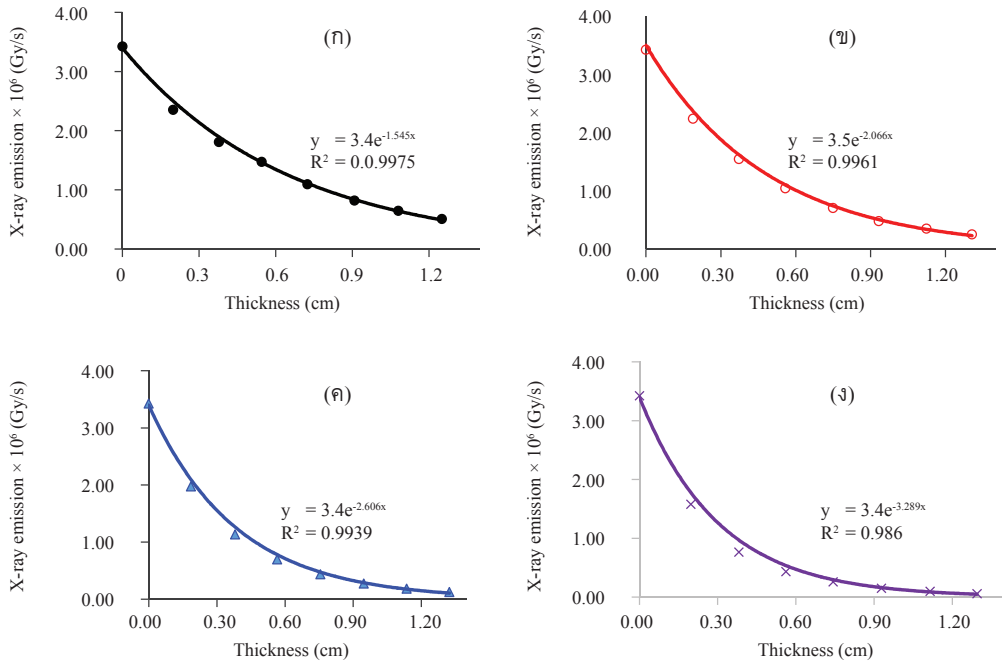 (ก)
X-ray emission × 10⁶ (Gy/s)
4.00
3.00
2.00
1.00
0.00
y = 3.4e⁻¹·⁵⁴⁵ˣ
R² = 0.0.9975
0 0.3 0.6 0.9 1.2
Thickness (cm)
(ข)
X-ray emission × 10⁶ (Gy/s)
4.00
3.00
2.00
1.00
0.00
y = 3.5e⁻²·⁰⁶⁶ˣ
R² = 0.9961
0.00 0.30 0.60 0.90 1.20
Thickness (cm)
(ค)
X-ray emission × 10⁶ (Gy/s)
4.00
3.00
2.00
1.00
0.00
y = 3.4e⁻²·⁶⁰⁶ˣ
R² = 0.9939
0.00 0.30 0.60 0.90 1.20
Thickness (cm)
(ง)
X-ray emission × 10⁶ (Gy/s)
4.00
3.00
2.00
1.00
0.00
y = 3.4e⁻³·²⁸⁹ˣ
R² = 0.986
0.00 0.30 0.60 0.90 1.20
Thickness (cm)